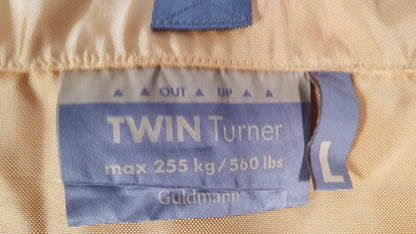 ▲ ▲ OUT ▲ UP ▲ ▲
TWIN Turner
max 255 kg/560 lbs
Guldmann
L